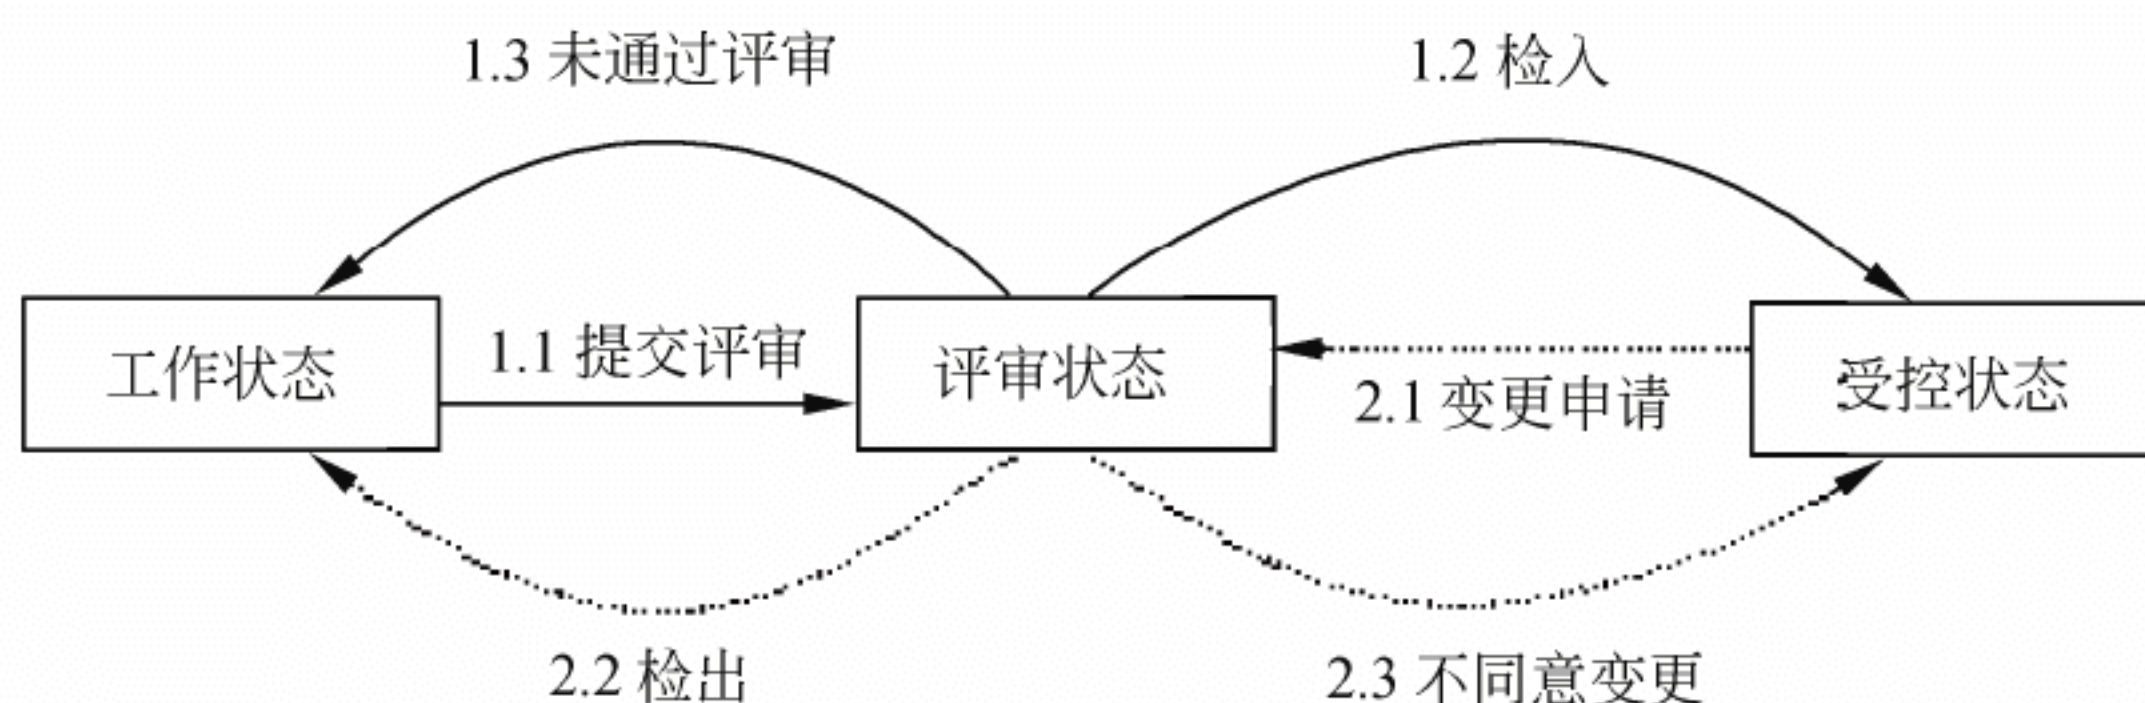 1.3 未通过评审
1.2 检入
工作状态
1.1 提交评审
评审状态
2.1 变更申请
受控状态
2.2 检出
2.3 不同意变更